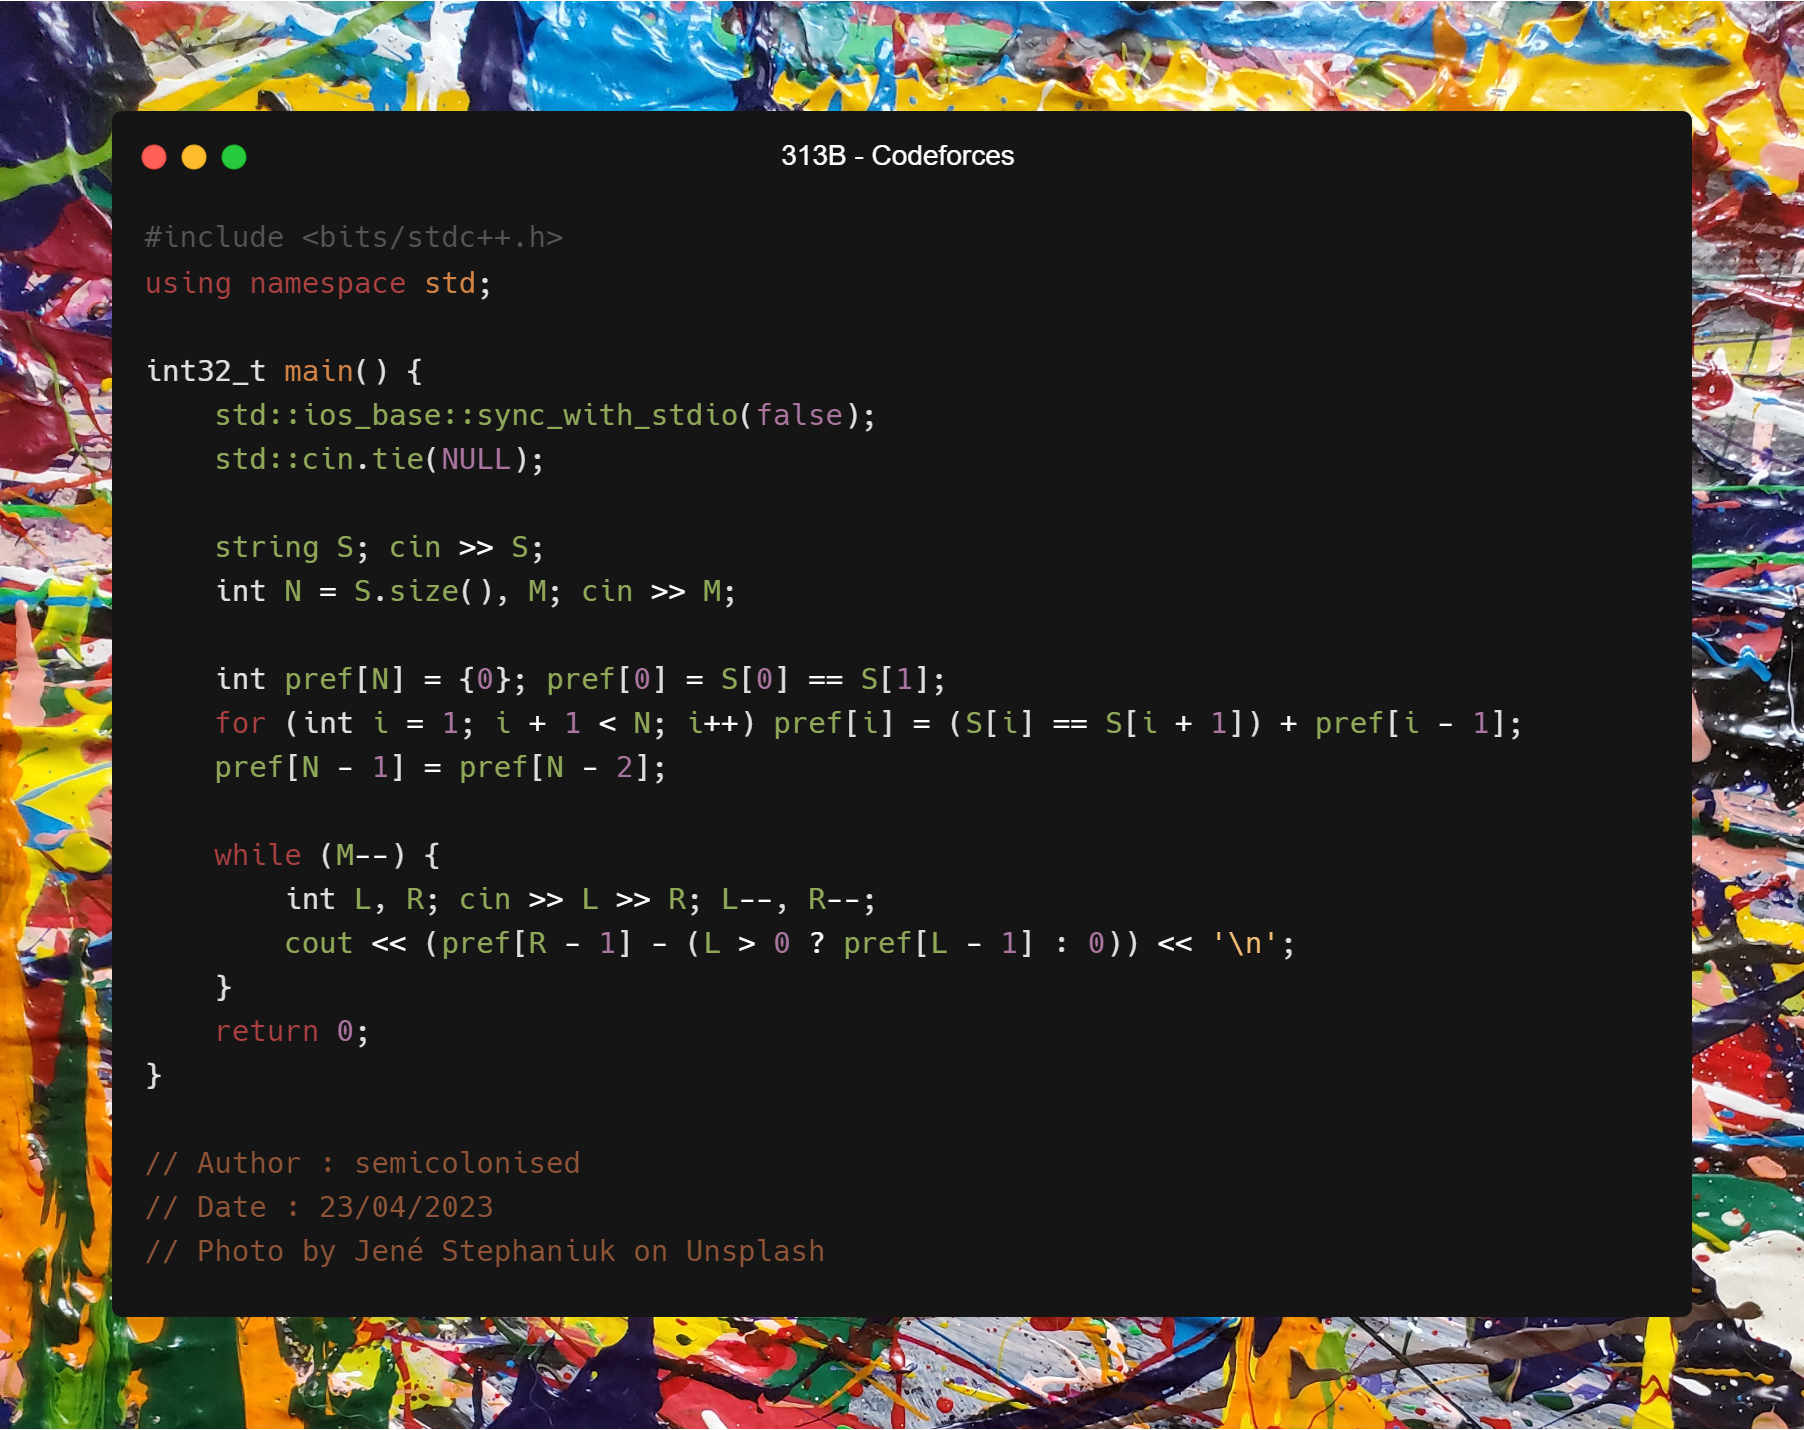 313B - Codeforces
#include <bits/stdc++.h>
using namespace std;
int32_t main() {
    std::ios_base::sync_with_stdio(false);
    std::cin.tie(NULL);
    string S; cin >> S;
    int N = S.size(), M; cin >> M;
    int pref[N] = {0}; pref[0] = S[0] == S[1];
    for (int i = 1; i + 1 < N; i++) pref[i] = (S[i] == S[i + 1]) + pref[i - 1];
    pref[N - 1] = pref[N - 2];
    while (M--) {
        int L, R; cin >> L >> R; L--, R--;
        cout << (pref[R - 1] - (L > 0 ? pref[L - 1] : 0)) << '\n';
    }
    return 0;
}
// Author : semicolonised
// Date : 23/04/2023
// Photo by Jené Stephaniuk on Unsplash